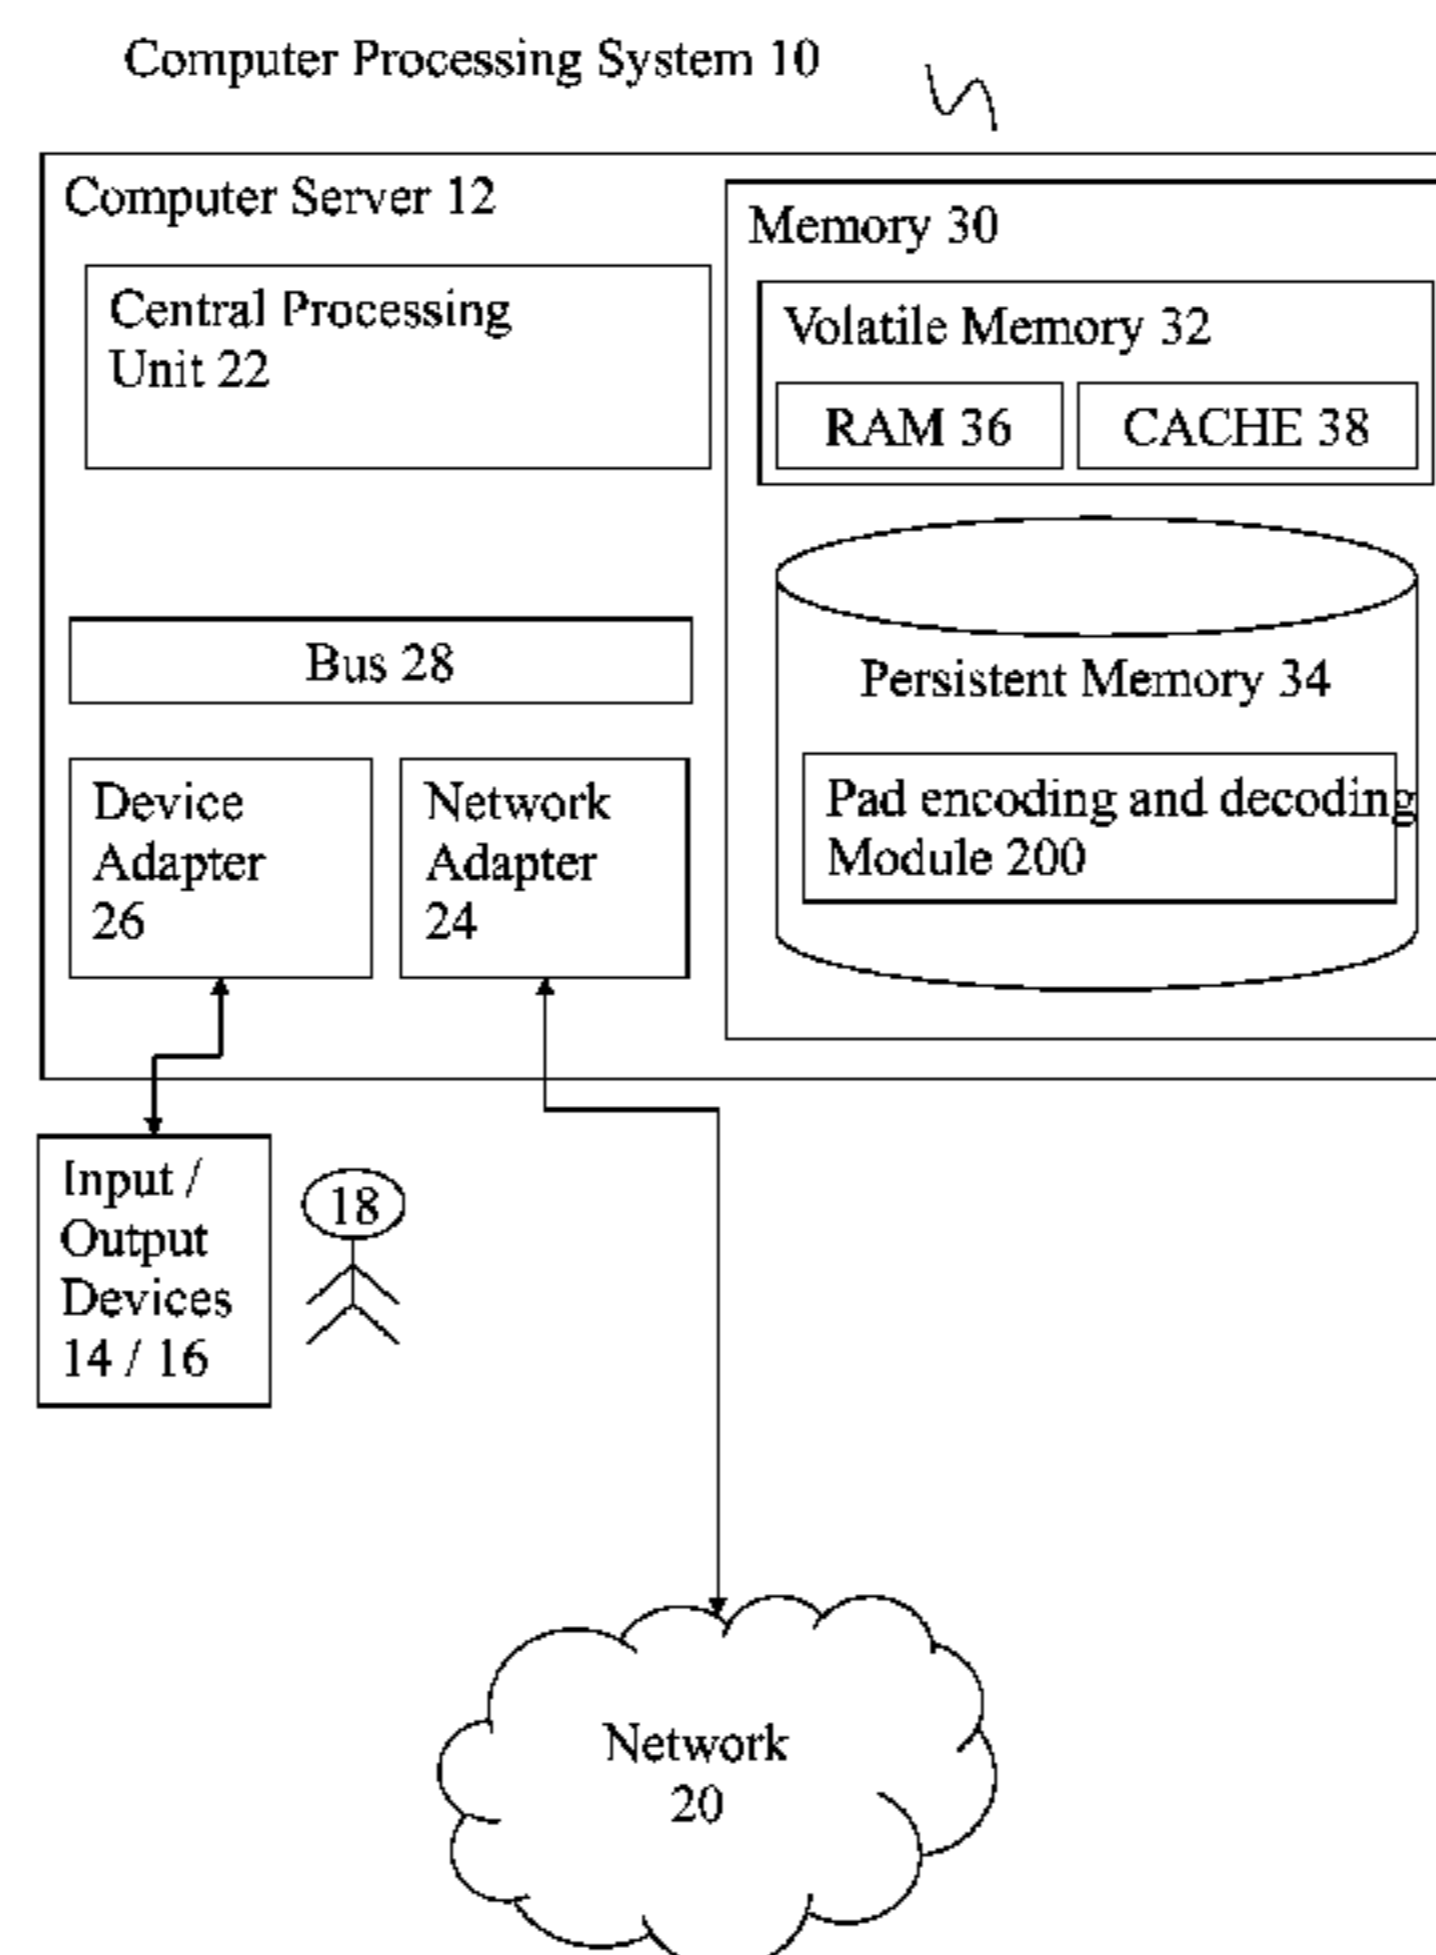 Computer Processing System 10
Computer Server 12
Central Processing
Unit 22
Bus 28
Device
Adapter
26
Network
Adapter
24
Memory 30
Volatile Memory 32
RAM 36
CACHE 38
Persistent Memory 34
Pad encoding and decoding
Module 200
Input /
Output
Devices
14 / 16
18
Network
20